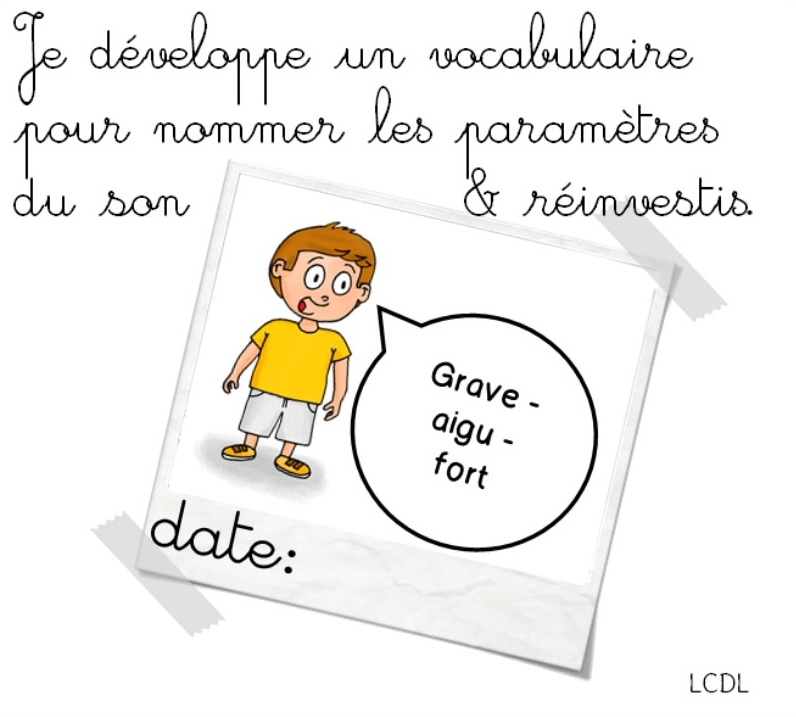 Je développe un vocabulaire
pour nommer les paramètres
du son & réinvestis.
Grave -
aigu -
fort
date:
LCDL